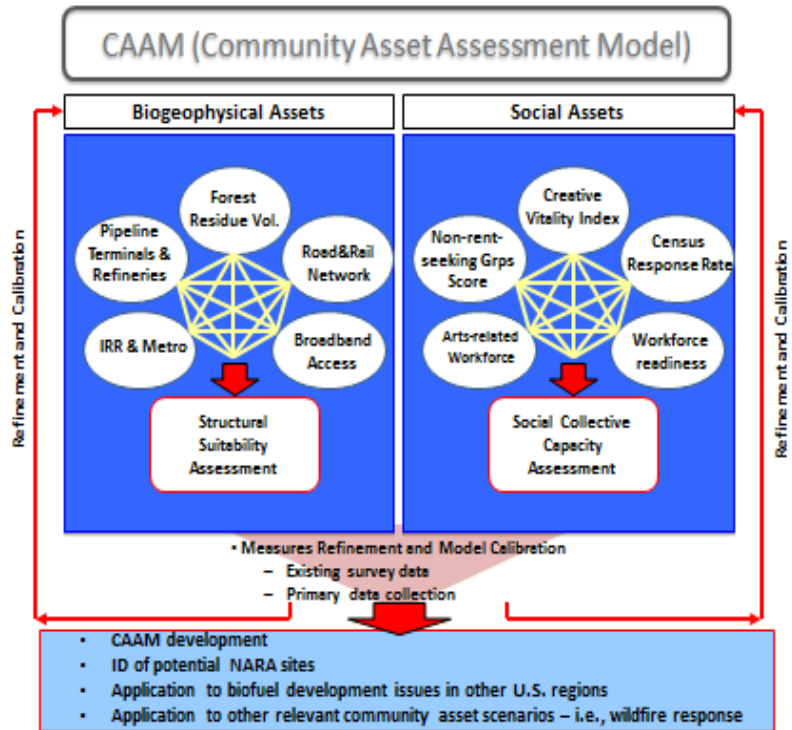 CAAM (Community Asset Assessment Model)
Biogeophysical Assets
Social Assets
Refinement and Calibration
Forest
Residue Vol.
Pipeline
Terminals &
Refineries
Road&Rail
Network
IRR & Metro
Broadband
Access
Structural
Suitability
Assessment
Creative
Vitality Index
Non-rent-
seeking Grps
Score
Census
Response Rate
Arts-related
Workforce
Workforce
readiness
Social Collective
Capacity
Assessment
Refinement and Calibration
• Measures Refinement and Model Calibration
– Existing survey data
– Primary data collection
• CAAM development
• ID of potential NARA sites
• Application to biofuel development issues in other U.S. regions
• Application to other relevant community asset scenarios – i.e., wildfire response